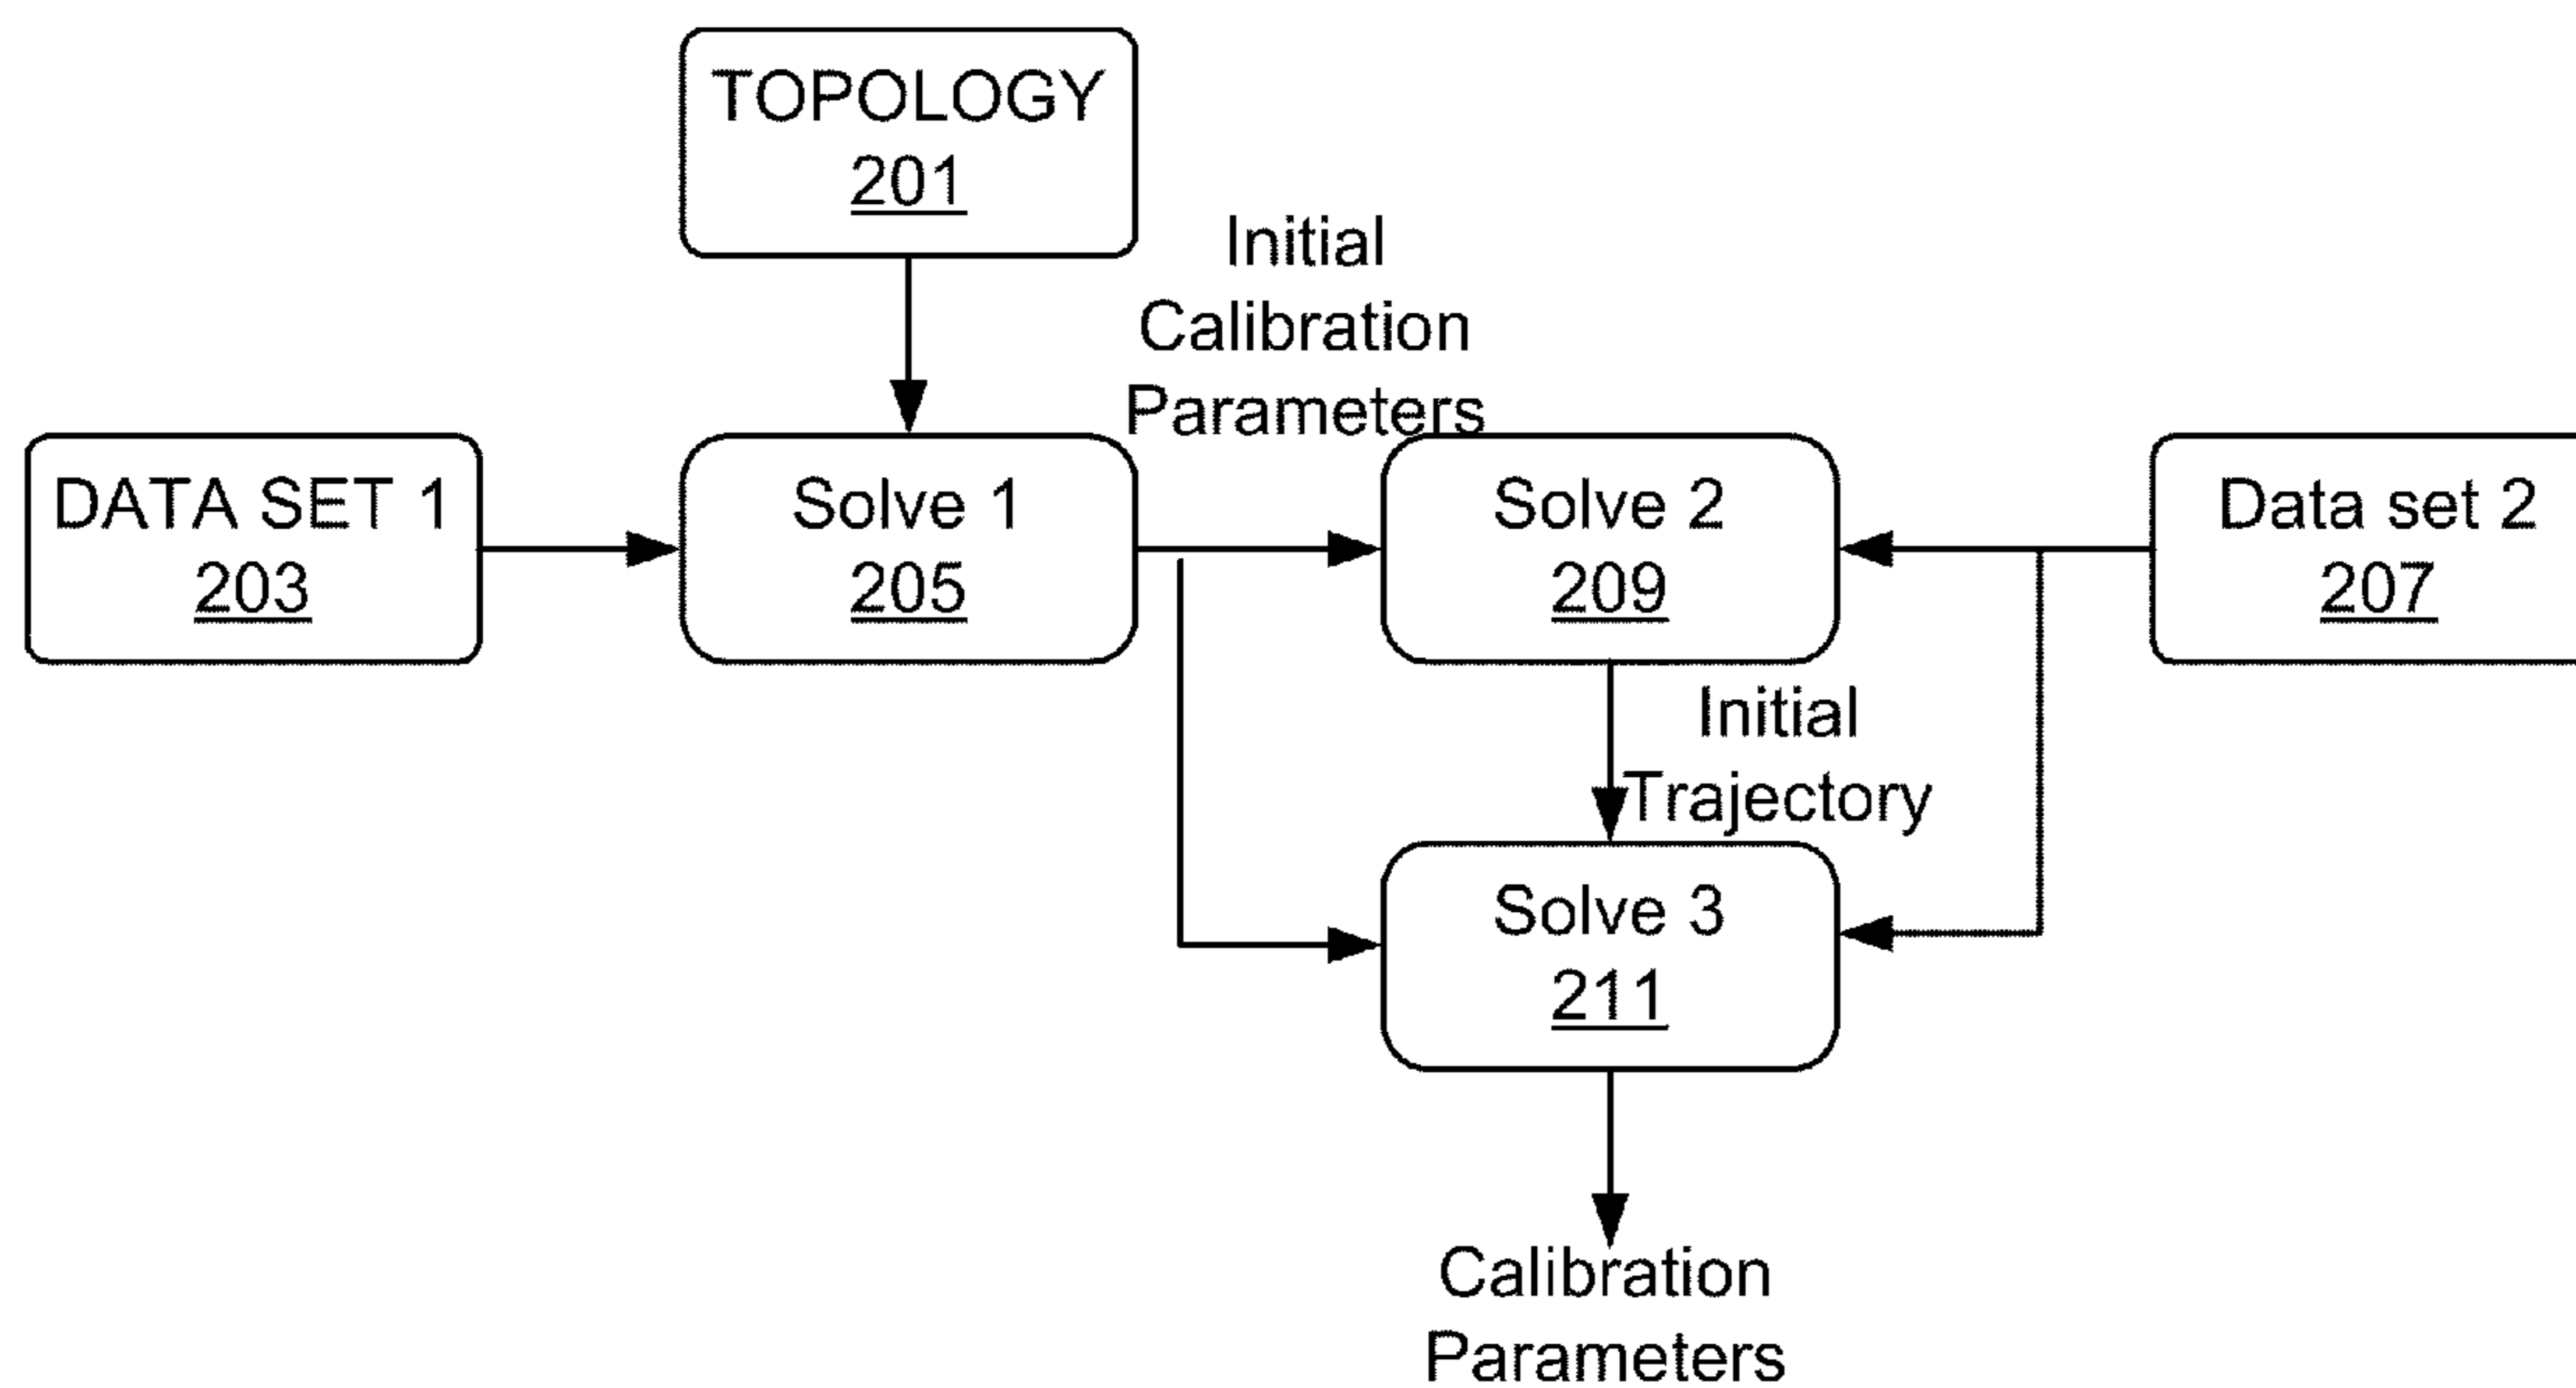 TOPOLOGY
201
Initial
Calibration
Parameters
DATA SET 1
203
Solve 1
205
Solve 2
209
Data set 2
207
Initial
Trajectory
Solve 3
211
Calibration
Parameters